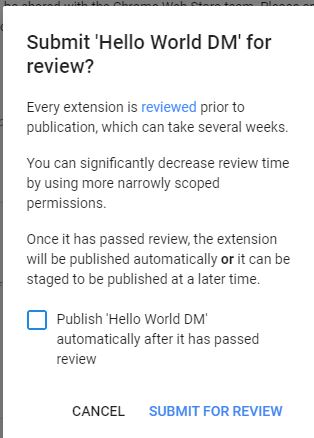 be shared with the Chrome Web Store team. Please
Submit 'Hello World DM' for
review?
Every extension is reviewed prior to
publication, which can take several weeks.
You can significantly decrease review time
by using more narrowly scoped
permissions.
Once it has passed review, the extension
will be published automatically or it can be
staged to be published at a later time.
Publish 'Hello World DM'
automatically after it has passed
review
CANCEL SUBMIT FOR REVIEW